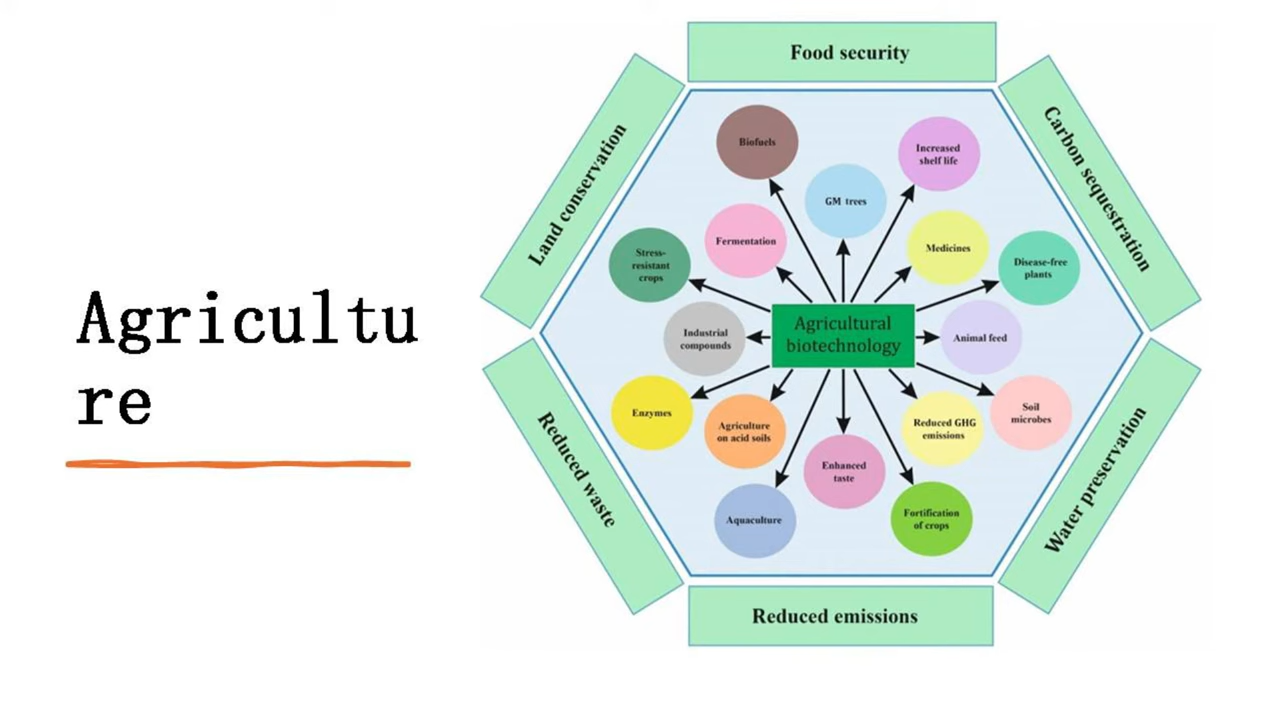 Agricultu
re
Food security
Land conservation
Carbon sequestration
Biofuels
Increased
shelf life
GM trees
Fermentation
Medicines
Stress-
resistant
crops
Disease-free
plants
Industrial
compounds
Agricultural
biotechnology
Animal feed
Enzymes
Agriculture
on acid soils
Reduced GHG
emissions
Soil
microbes
Enhanced
taste
Aquaculture
Fortification
of crops
Reduced waste
Water preservation
Reduced emissions